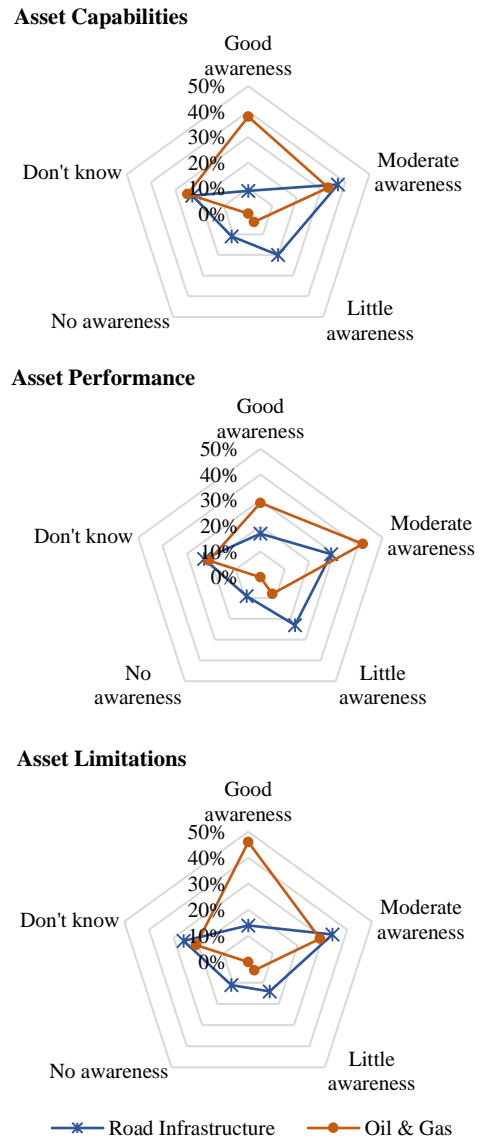 Asset Capabilities
Good
awareness
50%
40%
30%
20%
10%
0%
Don't know
Moderate
awareness
No awareness
Little
awareness
Asset Performance
Good
awareness
50%
40%
30%
20%
10%
0%
Don't know
Moderate
awareness
No
awareness
Little
awareness
Asset Limitations
Good
awareness
50%
40%
30%
20%
10%
0%
Don't know
Moderate
awareness
No awareness
Little
awareness
Road Infrastructure Oil & Gas